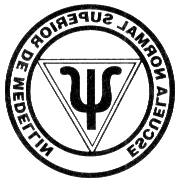 ESCUELA NORMAL SUPERIOR DE MEDELLIN
Ψ